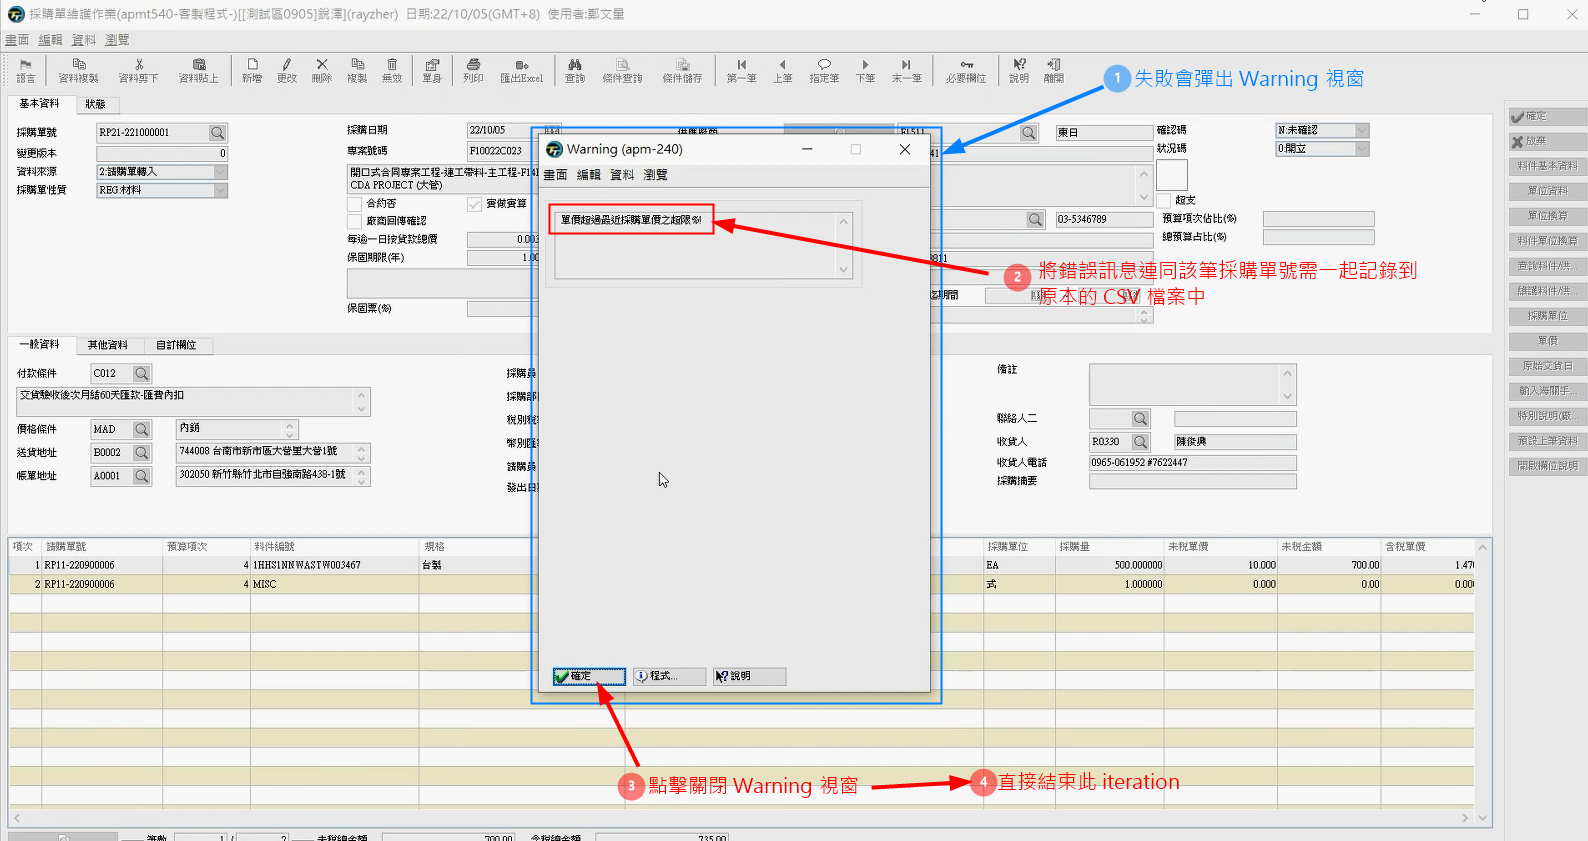 採購單維護作業(apmt540-客製程式-)[[測試區0905]銳澤](rayzher) 日期:22/10/05(GMT+8) 使用者:鄭文量
畫面 編輯 資料 瀏覽
語言 資料複製 資料剪下 資料貼上 新增 更改 刪除 複製 無效 單身 列印 匯出Excel 查詢 條件查詢 條件儲存 第一筆 上筆 指定筆 下筆 末一筆 必要欄位 說明 離開
1 失敗會彈出 Warning 視窗
基本資料 狀態
採購單號 RP21-221000001
變更版本 0
資料來源 2:請購單轉入
採購單性質 REG:材料
採購日期 22/10/05
專案號碼 F10022C023
開口式合同專案工程-連工帶料-主工程-F14
CDA PROJECT (大管)
合約否 實做實算
廠商回傳確認
每逾一日按貨款總價 0.003
保固期限(年) 1.00
保固票(%)
供應廠商
東日
確認碼 N:未確認
狀況碼 0:開立
超支
03-5346789
預算項次佔比(%)
總預算占比(%)
Warning (apm-240)
畫面 編輯 資料 瀏覽
單價超過最近採購單價之超限%!
2 將錯誤訊息連同該筆採購單號需一起記錄到
原本的 CSV 檔案中
確定 程式... 說明
3 點擊關閉 Warning 視窗
4 直接結束此 iteration
確定
放棄
料件基本資料
單位資料
單位換算
料件單位換算
查詢料件/供...
維護料件/供...
採購單位
單價
原始交貨日
輸入海關手...
特別說明(廠...
預設上筆資料
開啟欄位說明
一般資料 其他資料 自訂欄位
付款條件 C012
交貨驗收後次月結60天匯款-匯費內扣
價格條件 MAD 內銷
送貨地址 B0002 744008 台南市新市區大營里大營1號
帳單地址 A0001 302050 新竹縣竹北市自強南路438-1號
採購員
採購部
稅別稅
幣別匯
請購員
發出日
備註
聯絡人二
收貨人 R0330 陳俊興
收貨人電話 0965-061952 #7622447
採購摘要
項次 請購單號 預算項次 料件編號 規格 採購單位 採購量 未稅單價 未稅金額 含稅單價
1 RP11-220900006 4 1HHS1NNWASTW003467 台製 EA 500.000000 10.000 700.00 1.470
2 RP11-220900006 4 MISC 式 1.000000 0.000 0.00 0.000
筆數 1 / 2 未稅總金額 700.00 含稅總金額 735.00